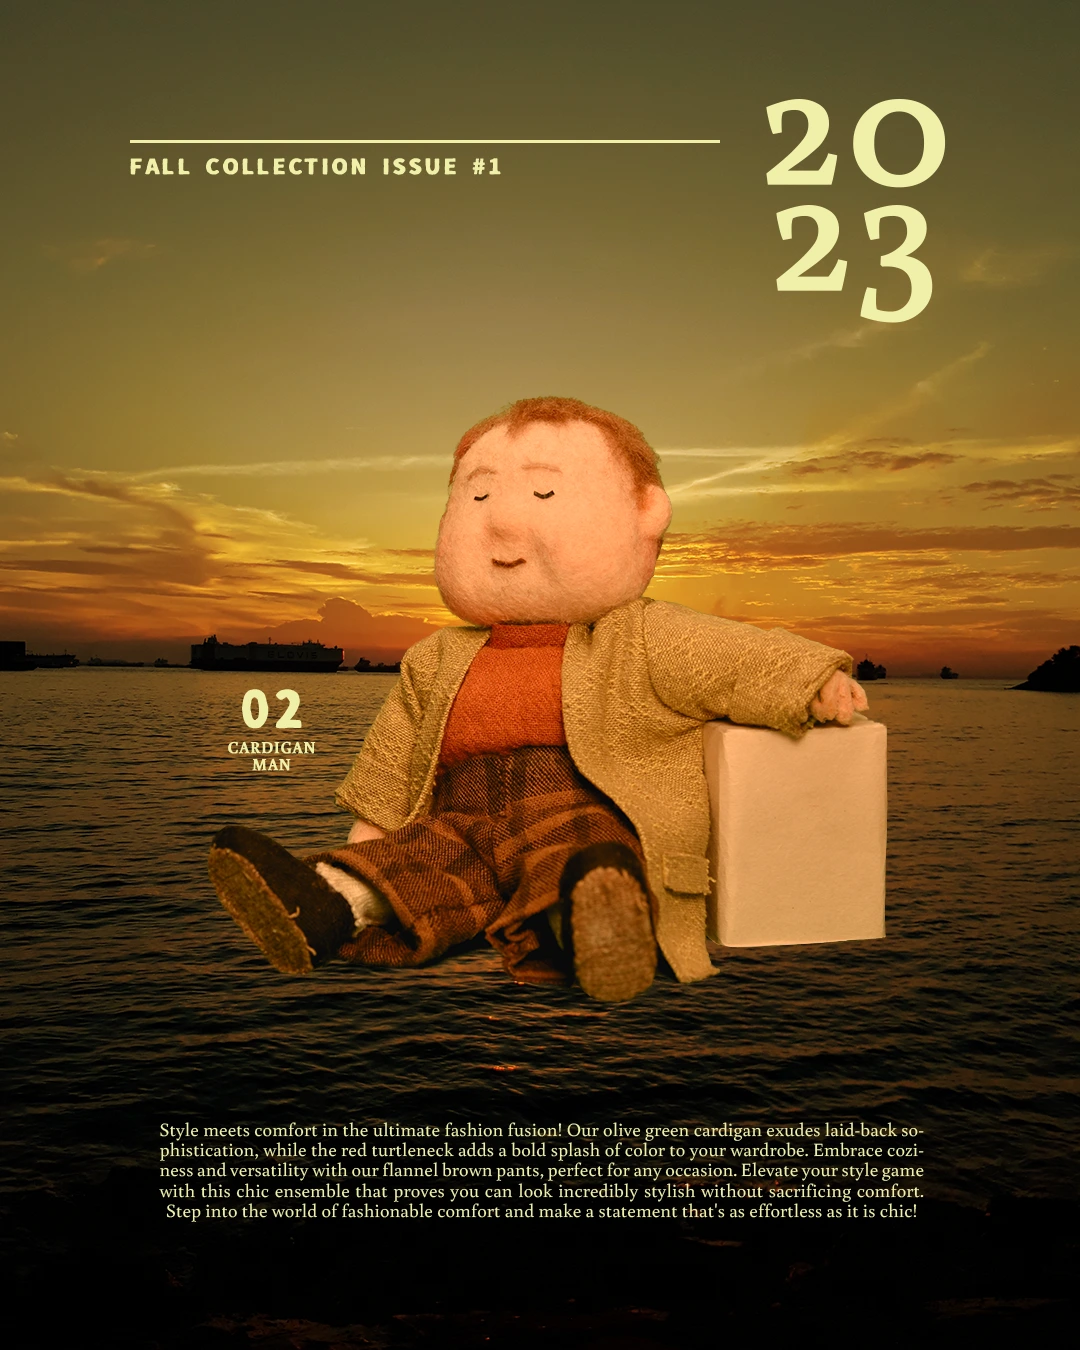 FALL COLLECTION ISSUE #1
20
23
02
CARDIGAN
MAN
Style meets comfort in the ultimate fashion fusion! Our olive green cardigan exudes laid-back so-
phistication, while the red turtleneck adds a bold splash of color to your wardrobe. Embrace cozi-
ness and versatility with our flannel brown pants, perfect for any occasion. Elevate your style game
with this chic ensemble that proves you can look incredibly stylish without sacrificing comfort.
Step into the world of fashionable comfort and make a statement that's as effortless as it is chic!